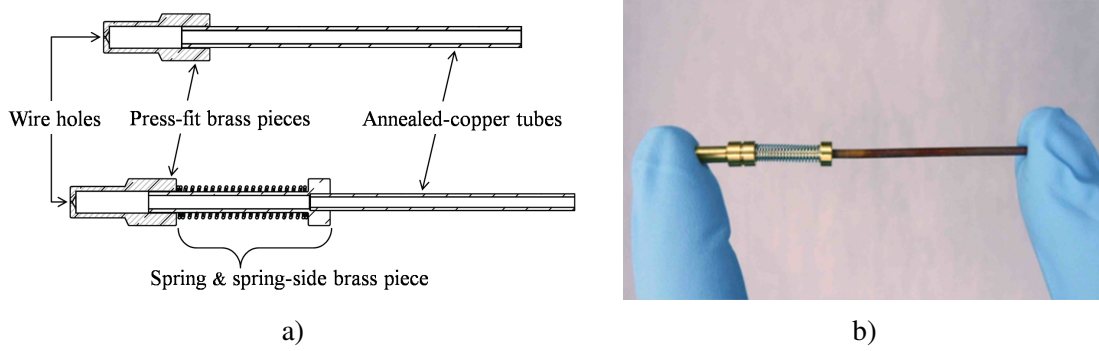 Wire holes
Press-fit brass pieces
Annealed-copper tubes
Spring & spring-side brass piece
a)
b)